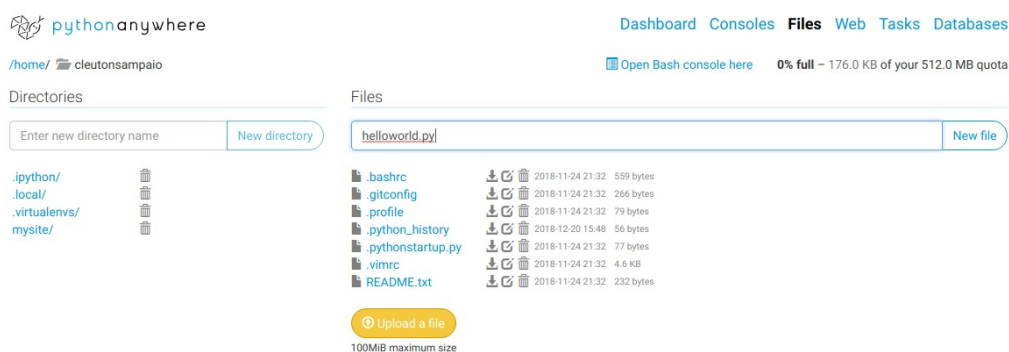 pythonanywhere
Dashboard Consoles Files Web Tasks Databases
/home/ cleutonsampaio
Open Bash console here 0% full – 176.0 KB of your 512.0 MB quota
Directories
Enter new directory name New directory
.ipython/
.local/
.virtualenvs/
mysite/
Files
helloworld.py New file
.bashrc 2018-11-24 21:32 559 bytes
.gitconfig 2018-11-24 21:32 266 bytes
.profile 2018-11-24 21:32 79 bytes
.python_history 2018-12-20 15:48 56 bytes
.pythonstartup.py 2018-11-24 21:32 77 bytes
.vimrc 2018-11-24 21:32 4.6 KB
README.txt 2018-11-24 21:32 232 bytes
Upload a file
100MiB maximum size